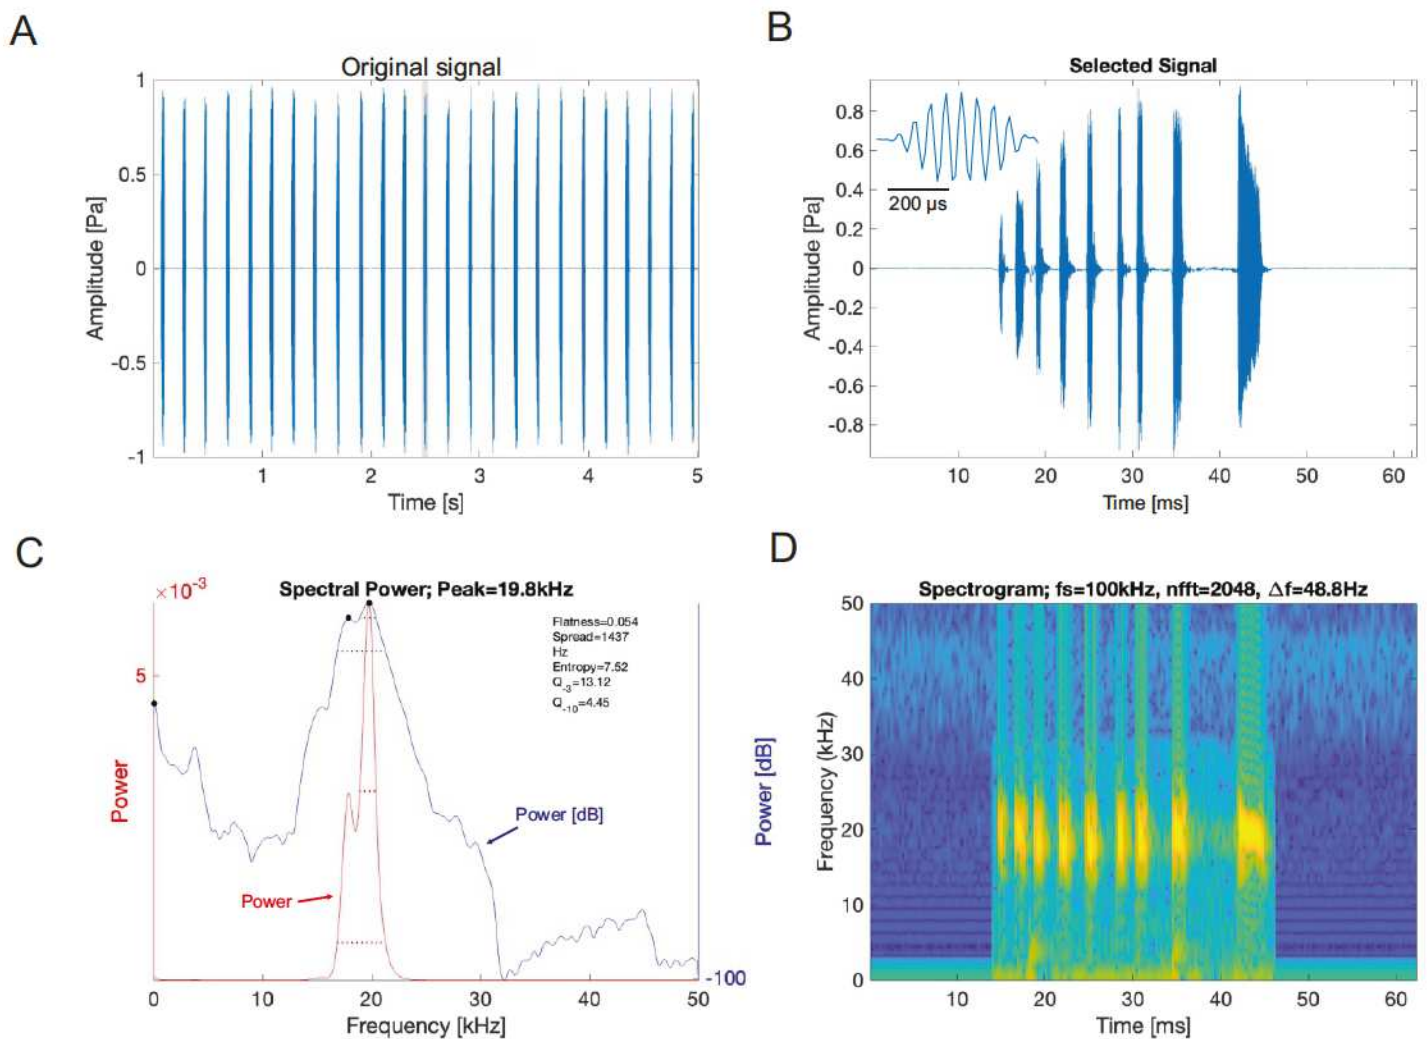 A
Original signal
1
0.5
0
-0.5
-1
Amplitude [Pa]
1 2 3 4 5
Time [s]
B
Selected Signal
0.8
0.6
0.4
0.2
0
-0.2
-0.4
-0.6
-0.8
Amplitude [Pa]
200 µs
10 20 30 40 50 60
Time [ms]
C
×10⁻³
Spectral Power; Peak=19.8kHz
Flatness=0.054
Spread=1437
Hz
Entropy=7.52
Q₋₃=13.12
Q₋₁₀=4.45
5
Power
Power [dB]
Power
Power [dB]
-100
0 10 20 30 40 50
Frequency [kHz]
D
Spectrogram; fs=100kHz, nfft=2048, Δf=48.8Hz
50
40
30
20
10
0
Frequency (kHz)
10 20 30 40 50 60
Time [ms]